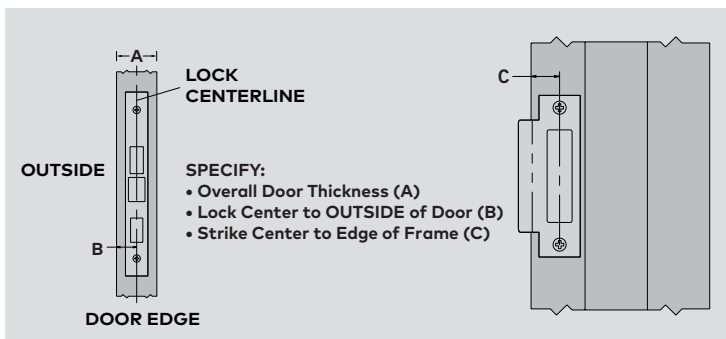 A
LOCK
CENTERLINE
C
OUTSIDE
SPECIFY:
• Overall Door Thickness (A)
• Lock Center to OUTSIDE of Door (B)
• Strike Center to Edge of Frame (C)
B
DOOR EDGE